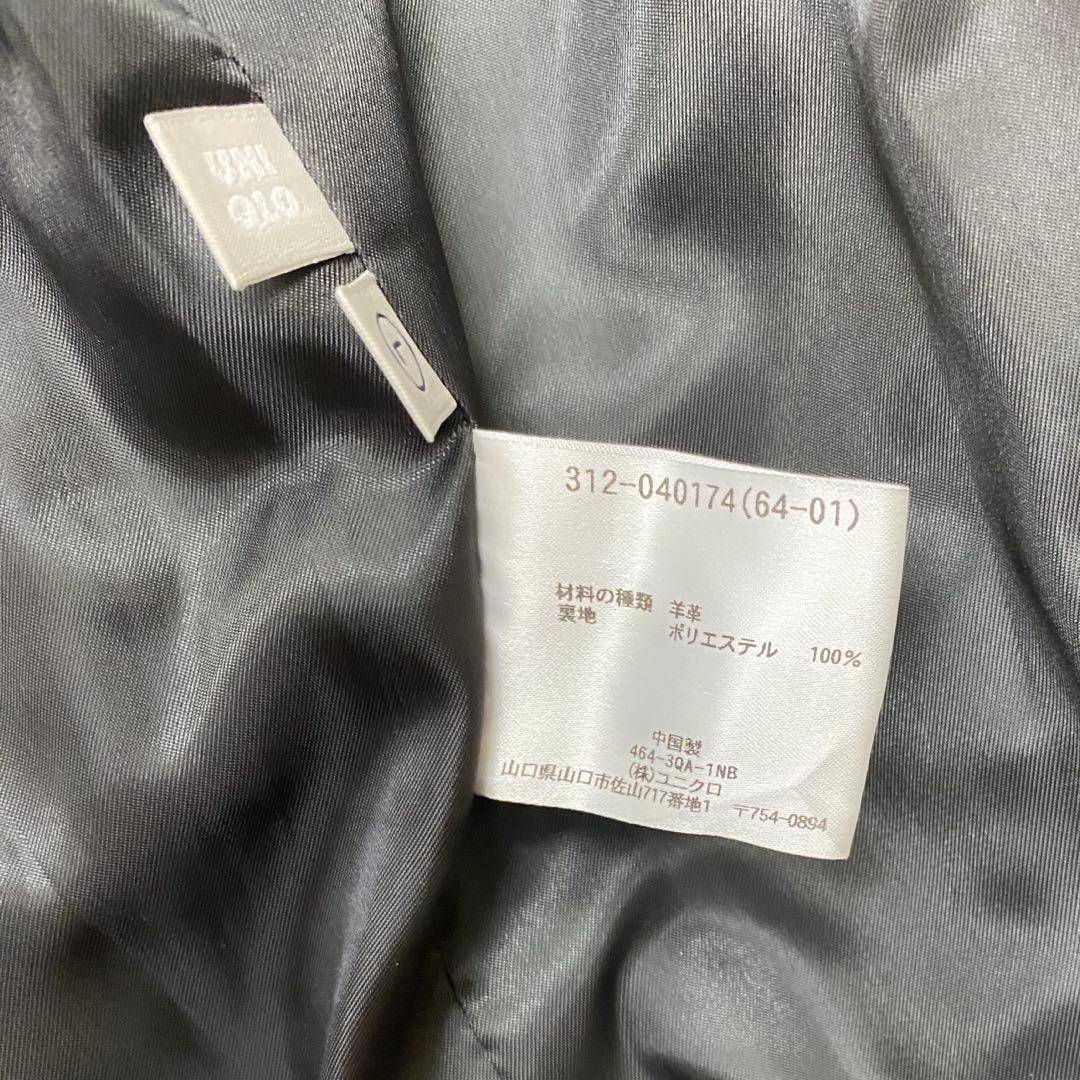 UNI
QLO
L
312-040174(64-01)
材料の種類 羊革
裏地 ポリエステル 100%
中国製
464-3QA-1NB
(株)ユニクロ
山口県山口市佐山717番地1 〒754-0894